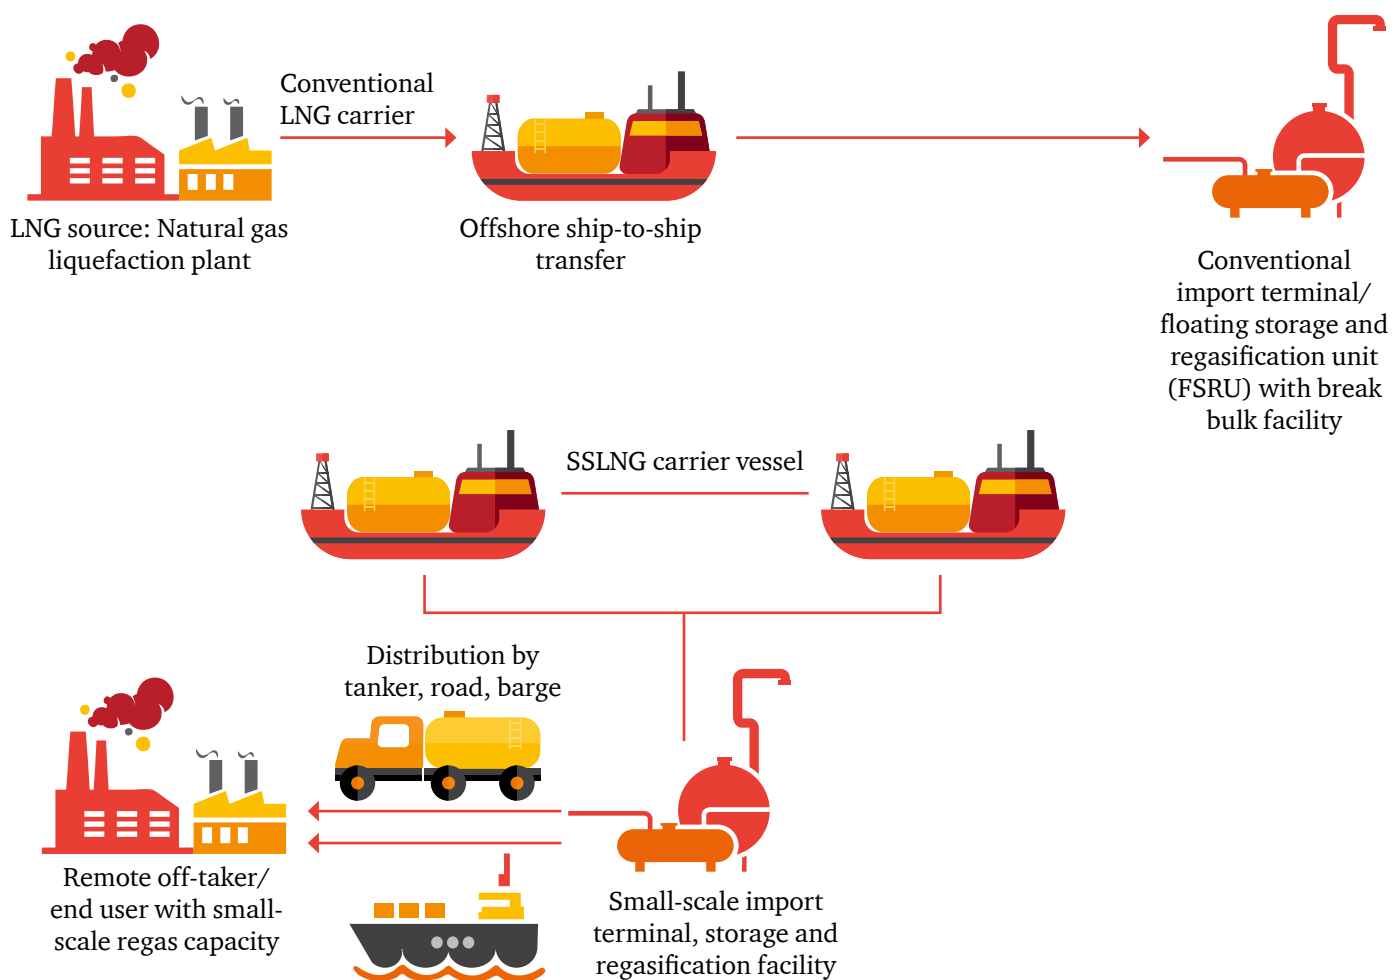 Conventional
LNG carrier
LNG source: Natural gas
liquefaction plant
Offshore ship-to-ship
transfer
Conventional
import terminal/
floating storage and
regasification unit
(FSRU) with break
bulk facility
SSLNG carrier vessel
Distribution by
tanker, road, barge
Remote off-taker/
end user with small-
scale regas capacity
Small-scale import
terminal, storage and
regasification facility